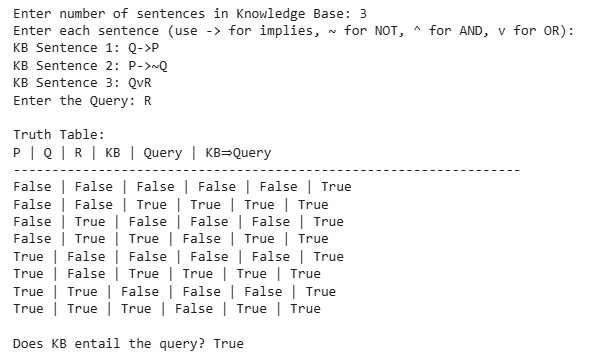 Enter number of sentences in Knowledge Base: 3
Enter each sentence (use -> for implies, ~ for NOT, ^ for AND, v for OR):
KB Sentence 1: Q->P
KB Sentence 2: P->~Q
KB Sentence 3: QvR
Enter the Query: R

Truth Table:
P | Q | R | KB | Query | KB⇒Query
-----------------------------------------------------------------
False | False | False | False | False | True
False | False | True | True | True | True
False | True | False | False | False | True
False | True | True | False | True | True
True | False | False | False | False | True
True | False | True | True | True | True
True | True | False | False | False | True
True | True | True | False | True | True

Does KB entail the query? True